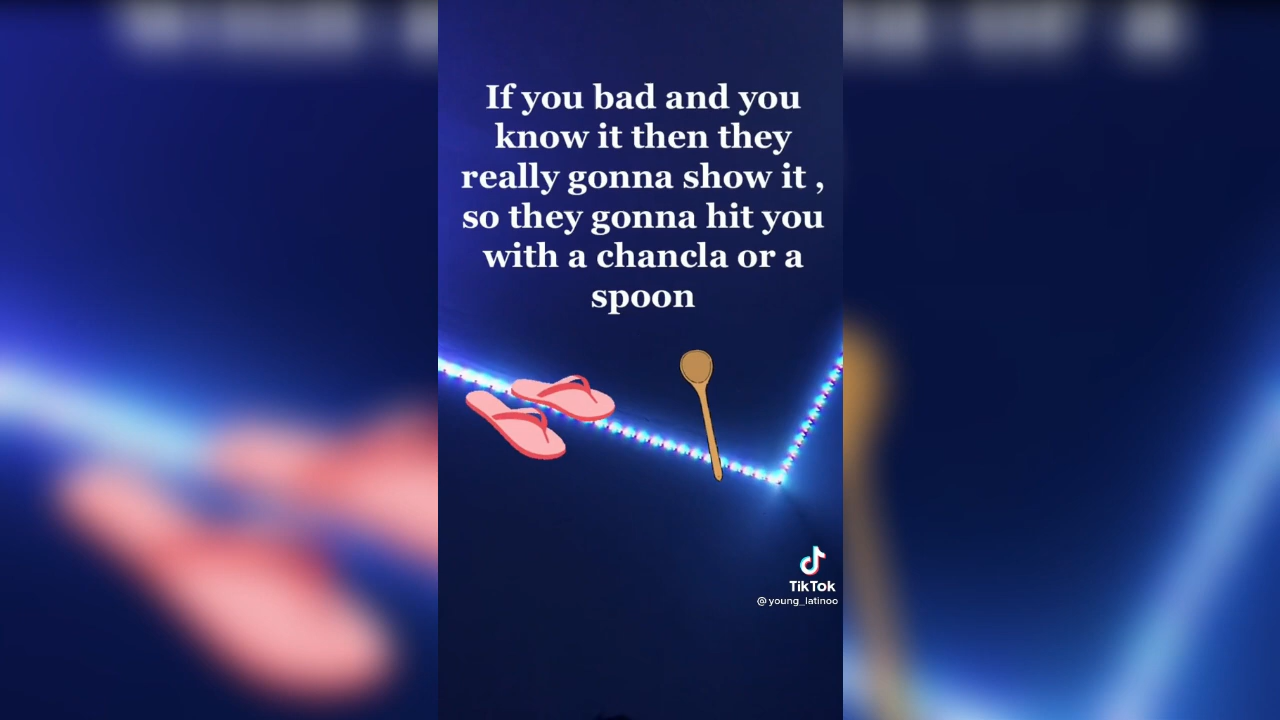 If you bad and you
know it then they
really gonna show it ,
so they gonna hit you
with a chancla or a
spoon
TikTok
@young_latinoo